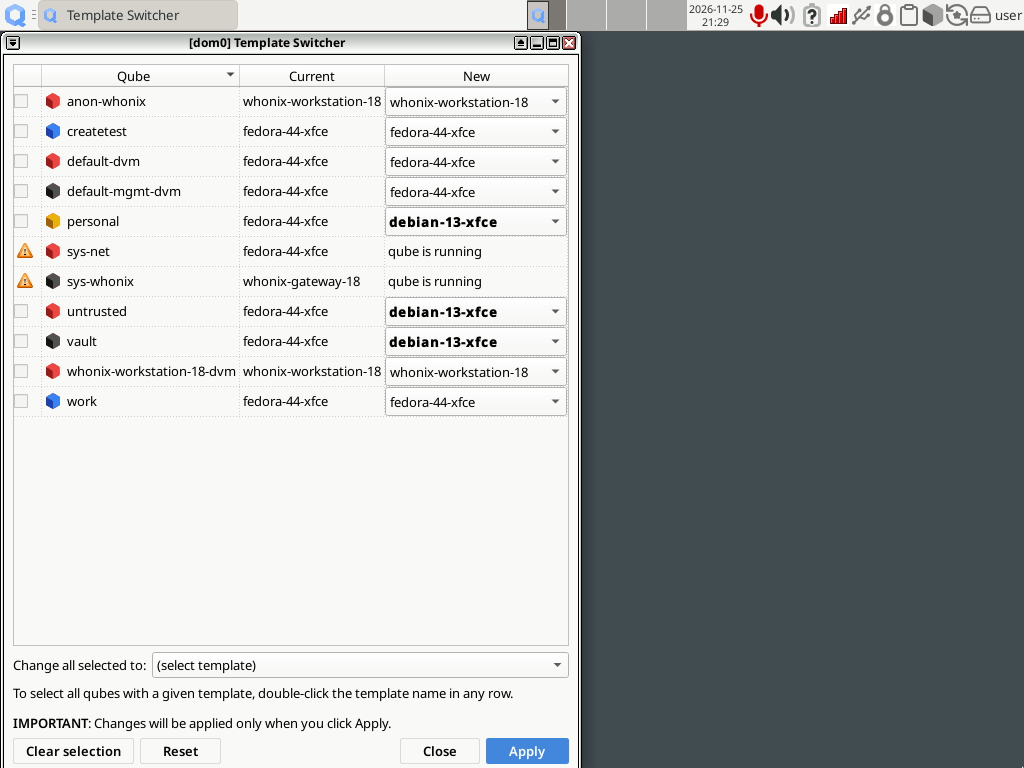 Template Switcher
2026-11-25
21:29
user
[dom0] Template Switcher
Qube Current New
anon-whonix whonix-workstation-18 whonix-workstation-18
createtest fedora-44-xfce fedora-44-xfce
default-dvm fedora-44-xfce fedora-44-xfce
default-mgmt-dvm fedora-44-xfce fedora-44-xfce
personal fedora-44-xfce debian-13-xfce
sys-net fedora-44-xfce qube is running
sys-whonix whonix-gateway-18 qube is running
untrusted fedora-44-xfce debian-13-xfce
vault fedora-44-xfce debian-13-xfce
whonix-workstation-18-dvm whonix-workstation-18 whonix-workstation-18
work fedora-44-xfce fedora-44-xfce
Change all selected to: (select template)
To select all qubes with a given template, double-click the template name in any row.
IMPORTANT: Changes will be applied only when you click Apply.
Clear selection Reset Close Apply